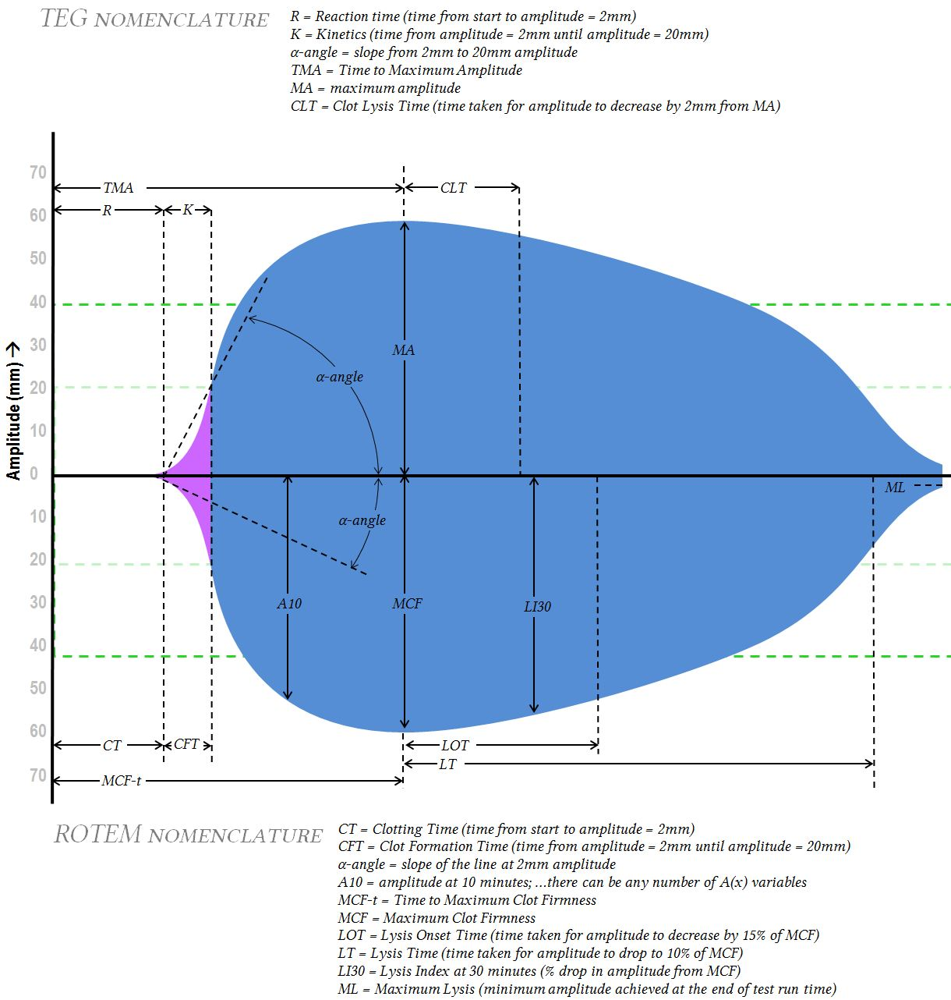 TEG NOMENCLATURE
R = Reaction time (time from start to amplitude = 2mm)
K = Kinetics (time from amplitude = 2mm until amplitude = 20mm)
α-angle = slope from 2mm to 20mm amplitude
TMA = Time to Maximum Amplitude
MA = maximum amplitude
CLT = Clot Lysis Time (time taken for amplitude to decrease by 2mm from MA)
70
TMA
CLT
R
K
60
50
40
30
MA
Amplitude (mm) →
α-angle
20
10
0
ML
10
α-angle
20
30
A10
MCF
LI30
40
50
60
CT
CFT
LOT
LT
70
MCF-t
ROTEM NOMENCLATURE
CT = Clotting Time (time from start to amplitude = 2mm)
CFT = Clot Formation Time (time from amplitude = 2mm until amplitude = 20mm)
α-angle = slope of the line at 2mm amplitude
A10 = amplitude at 10 minutes; ...there can be any number of A(x) variables
MCF-t = Time to Maximum Clot Firmness
MCF = Maximum Clot Firmness
LOT = Lysis Onset Time (time taken for amplitude to decrease by 15% of MCF)
LT = Lysis Time (time taken for amplitude to drop to 10% of MCF)
LI30 = Lysis Index at 30 minutes (% drop in amplitude from MCF)
ML = Maximum Lysis (minimum amplitude achieved at the end of test run time)